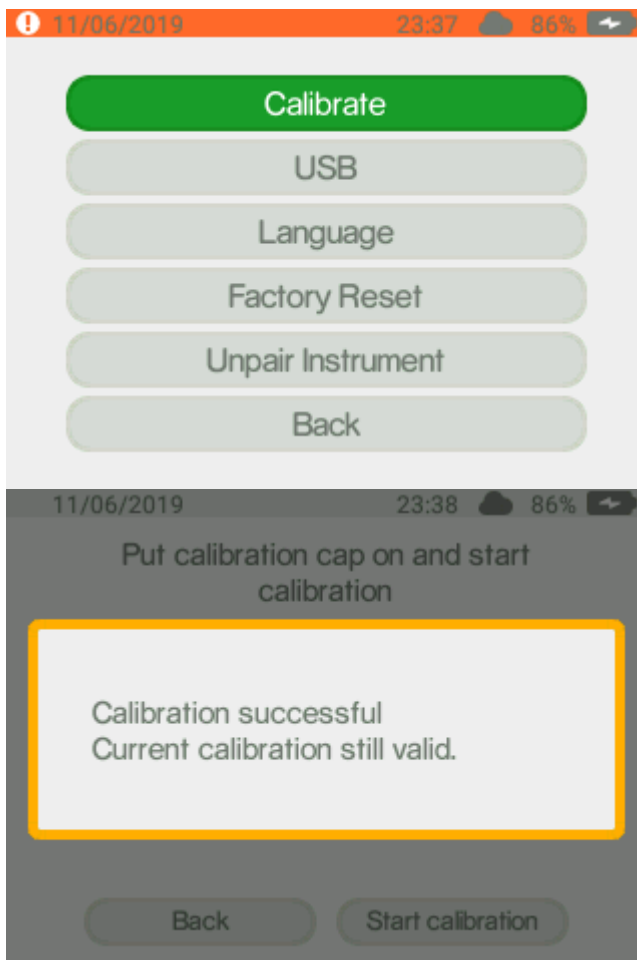 11/06/2019 23:37 86%
Calibrate
USB
Language
Factory Reset
Unpair Instrument
Back
11/06/2019 23:38 86%
Put calibration cap on and start
calibration
Calibration successful
Current calibration still valid.
Back Start calibration